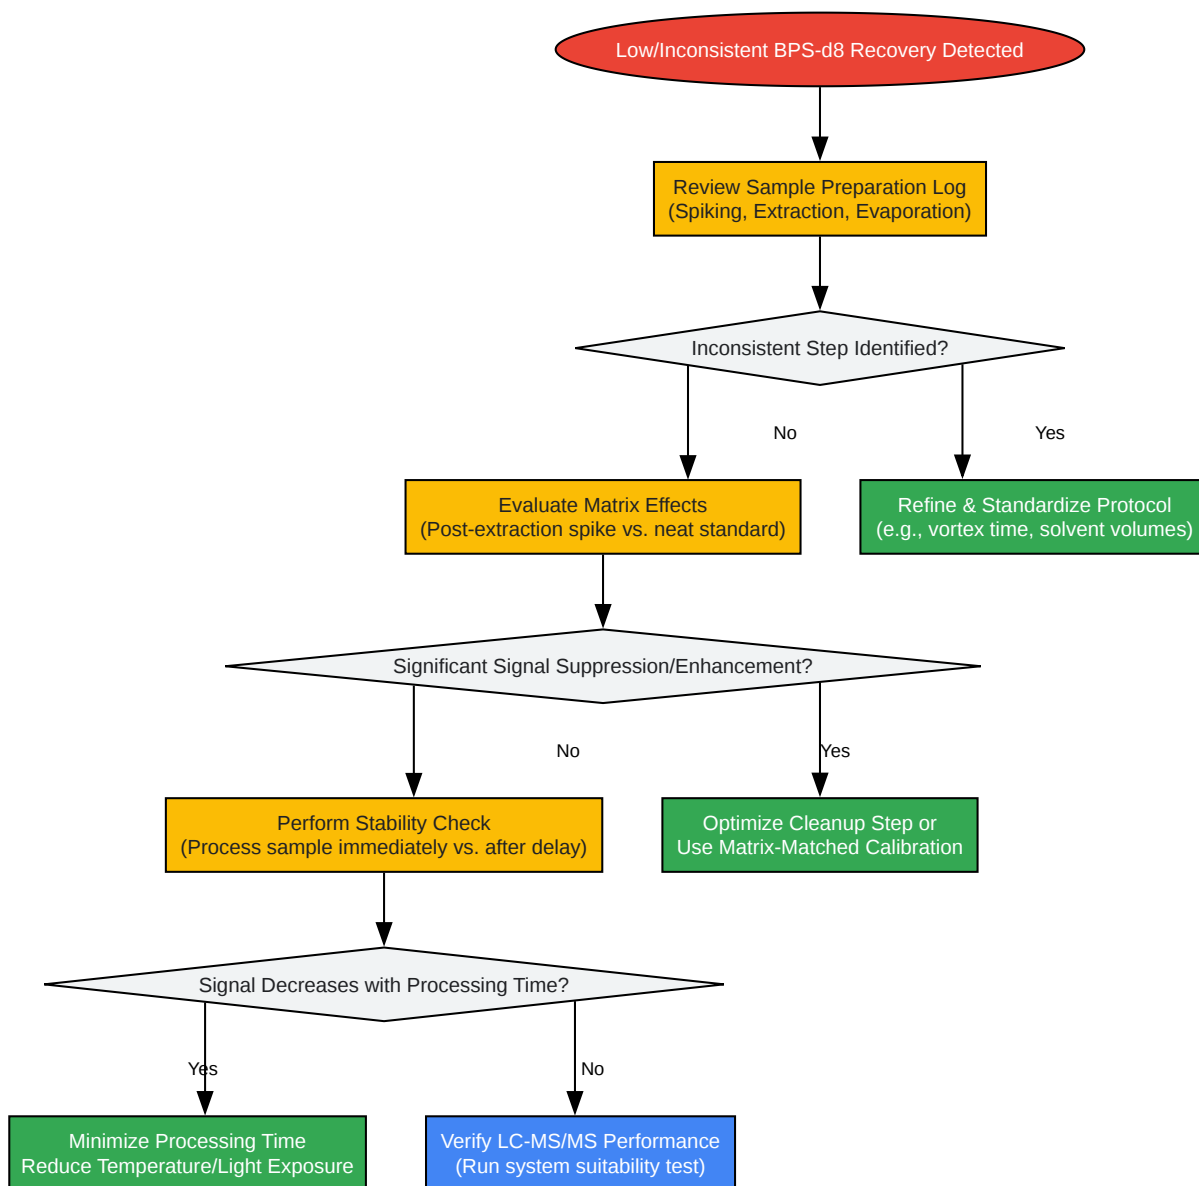 Low/Inconsistent BPS-d8 Recovery Detected
Review Sample Preparation Log
(Spiking, Extraction, Evaporation)
Inconsistent Step Identified?
No
Yes
Evaluate Matrix Effects
(Post-extraction spike vs. neat standard)
Refine & Standardize Protocol
(e.g., vortex time, solvent volumes)
Significant Signal Suppression/Enhancement?
No
Yes
Perform Stability Check
(Process sample immediately vs. after delay)
Optimize Cleanup Step or
Use Matrix-Matched Calibration
Signal Decreases with Processing Time?
Yes
No
Minimize Processing Time
Reduce Temperature/Light Exposure
Verify LC-MS/MS Performance
(Run system suitability test)